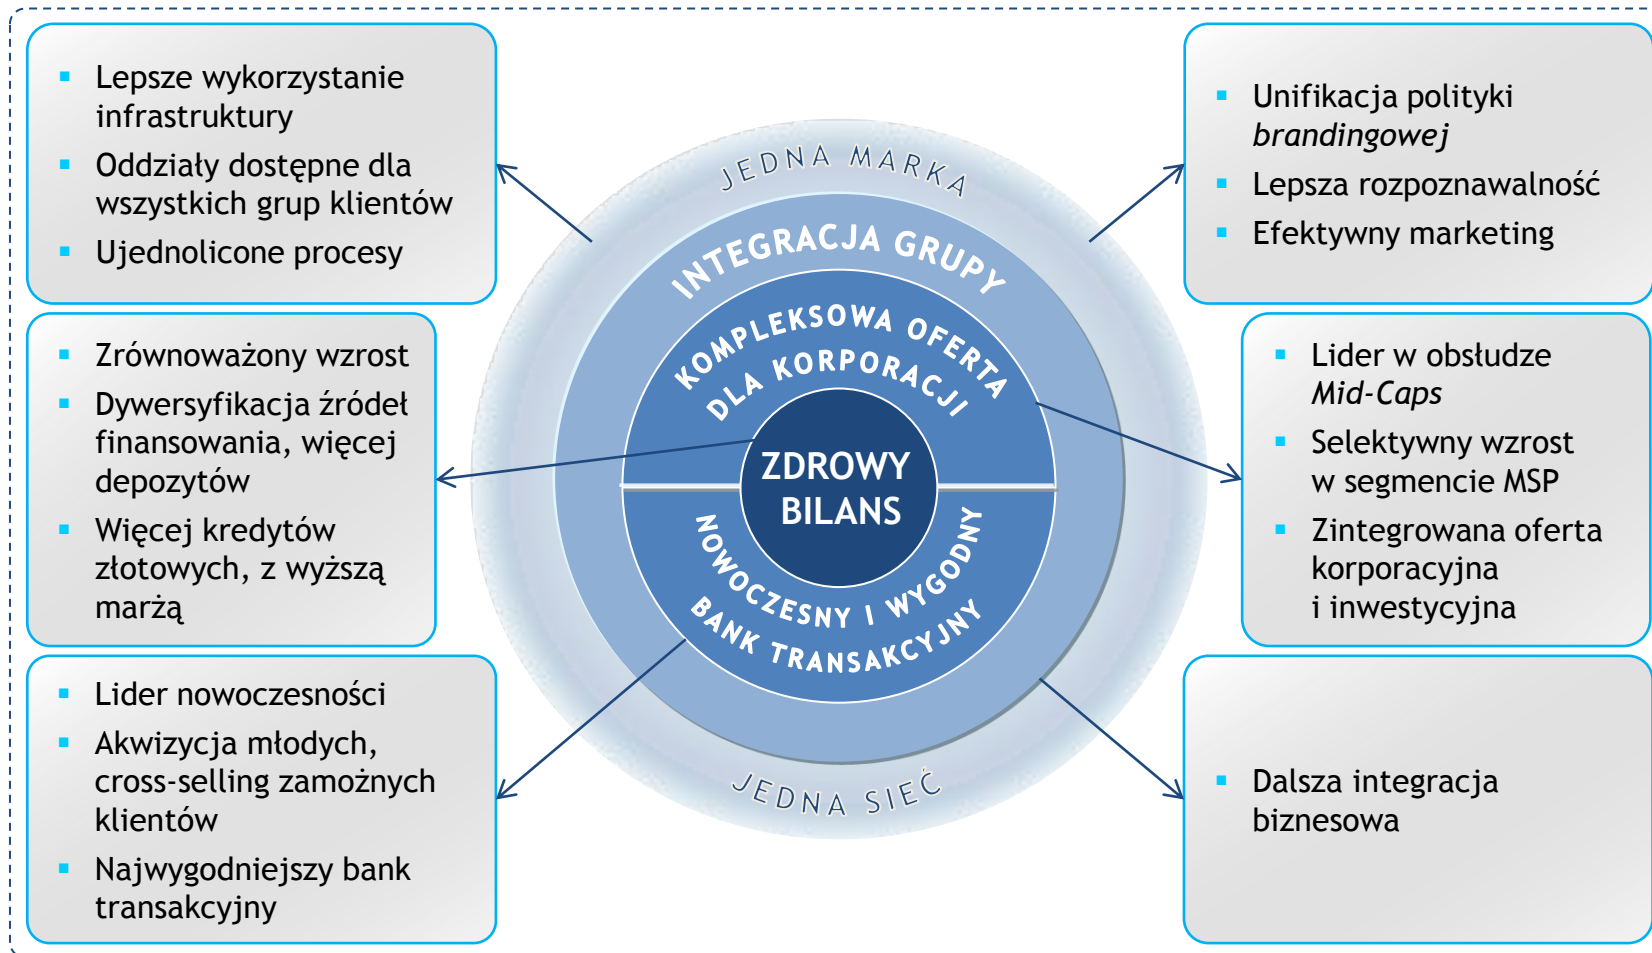 Lepsze wykorzystanie
infrastruktury
Oddziały dostępne dla
wszystkich grup klientów
Ujednolicone procesy
Zrównoważony wzrost
Dywersyfikacja źródeł
finansowania, więcej
depozytów
Więcej kredytów
złotowych, z wyższą
marżą
Lider nowoczesności
Akwizycja młodych,
cross-selling zamożnych
klientów
Najwygodniejszy bank
transakcyjny
JEDNA MARKA
INTEGRACJA GRUPY
KOMPLEKSOWA OFERTA
DLA KORPORACJI
ZDROWY
BILANS
NOWOCZESNY I WYGODNY
BANK TRANSAKCYJNY
JEDNA SIEĆ
Unifikacja polityki
brandingowej
Lepsza rozpoznawalność
Efektywny marketing
Lider w obsłudze
Mid-Caps
Selektywny wzrost
w segmencie MSP
Zintegrowana oferta
korporacyjna
i inwestycyjna
Dalsza integracja
biznesowa